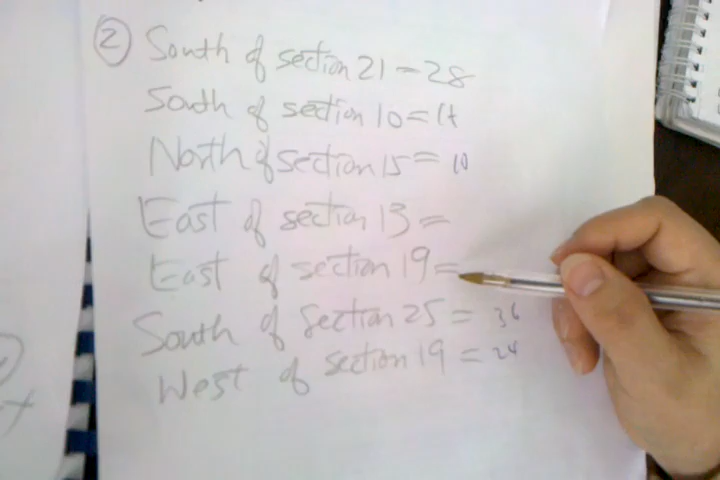 ② South of section 21 = 28
South of section 10 = 14
North of section 15 = 10
East of section 13 =
East of section 19 =
South of section 25 = 36
West of section 19 = 24